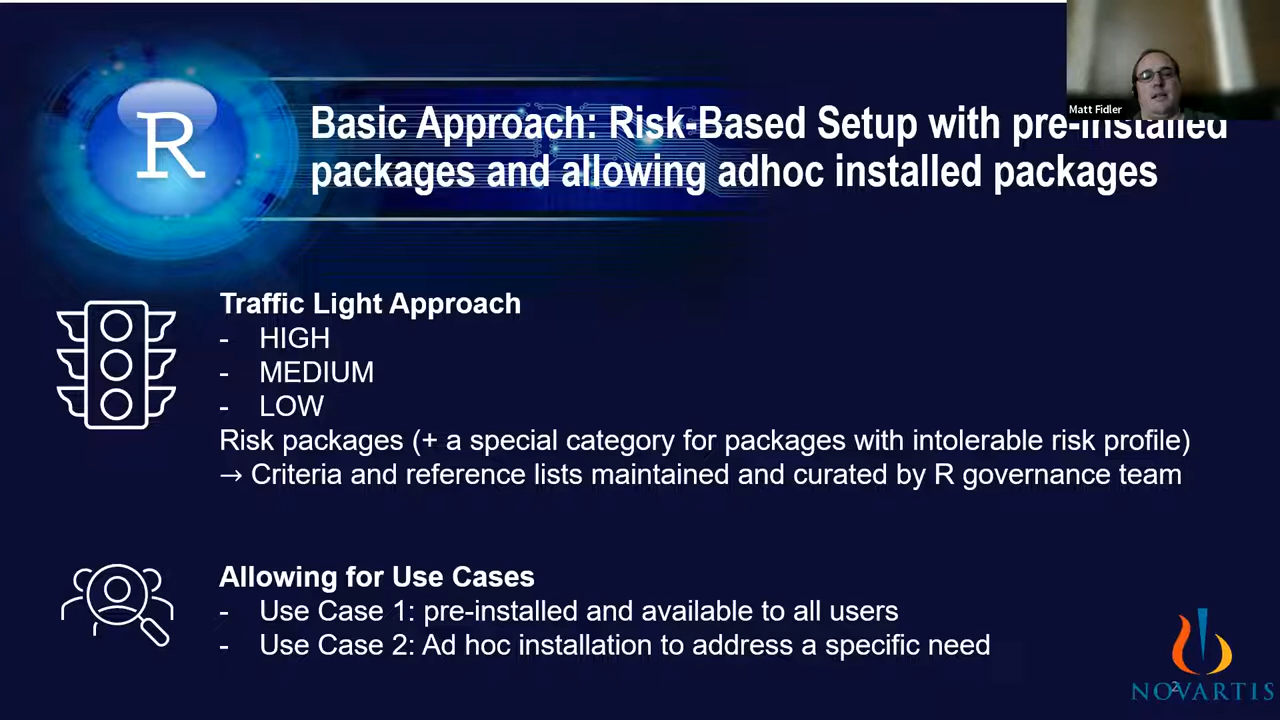 Matt Fidler
R
Basic Approach: Risk-Based Setup with pre-installed
packages and allowing adhoc installed packages
Traffic Light Approach
- HIGH
- MEDIUM
- LOW
Risk packages (+ a special category for packages with intolerable risk profile)
→ Criteria and reference lists maintained and curated by R governance team
Allowing for Use Cases
- Use Case 1: pre-installed and available to all users
- Use Case 2: Ad hoc installation to address a specific need
2
NOVARTIS